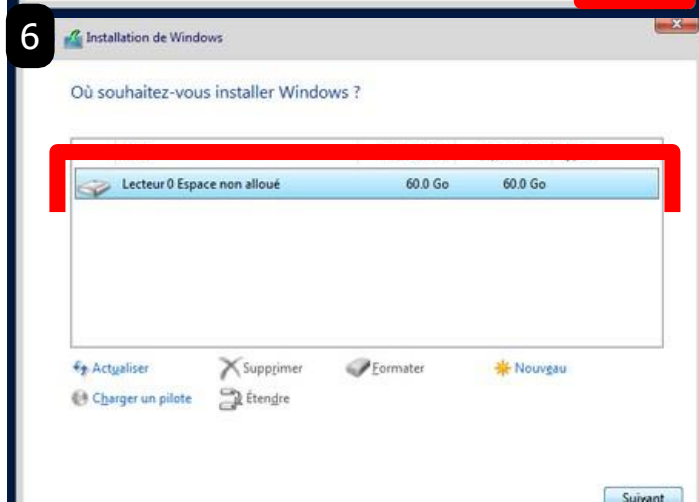 6
Installation de Windows
Où souhaitez-vous installer Windows ?
Lecteur 0 Espace non alloué 60.0 Go 60.0 Go
Actualiser Supprimer Formater Nouveau
Charger un pilote Étendre
Suivant